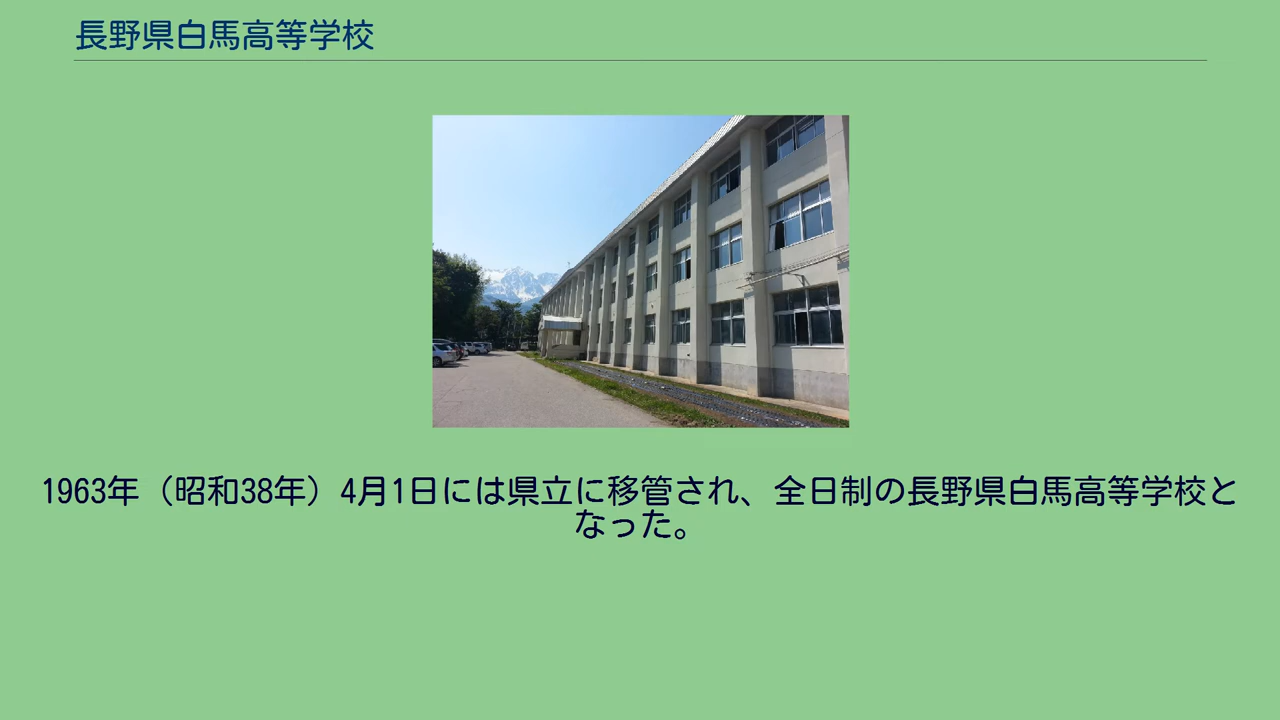 長野県白馬高等学校
1963年（昭和38年）4月1日には県立に移管され、全日制の長野県白馬高等学校と
なった。